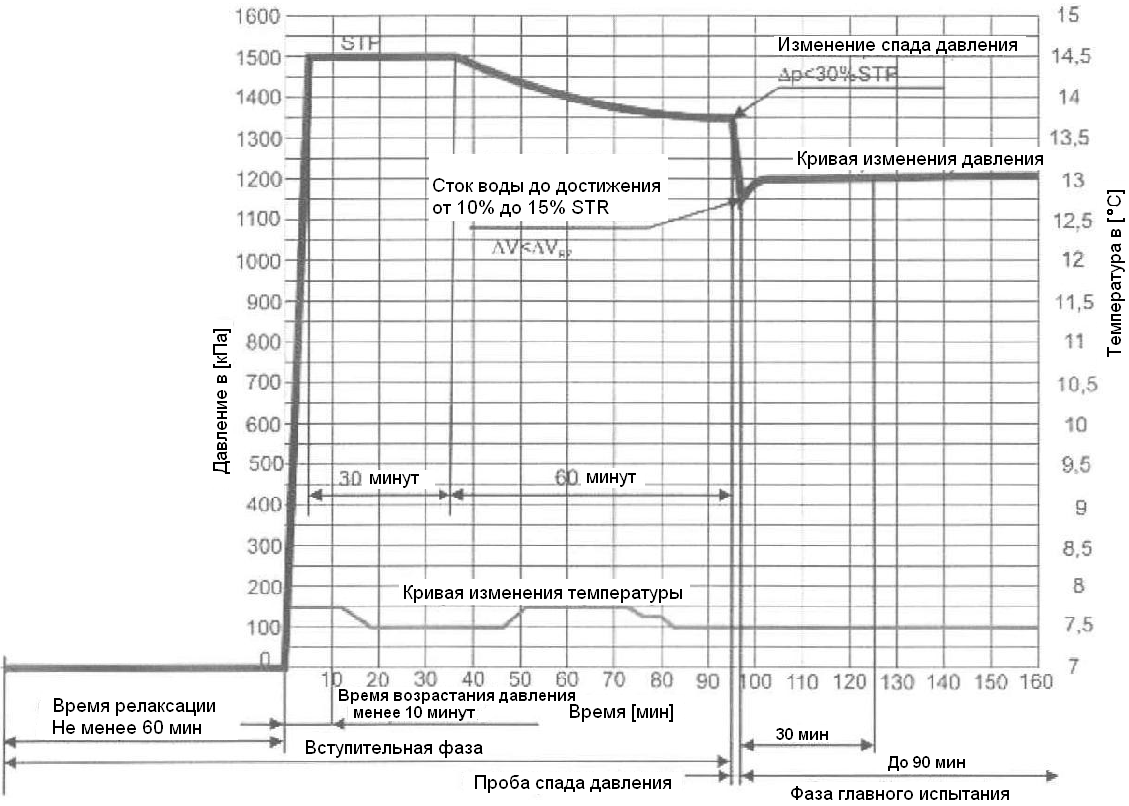 1600
1500
1400
1300
1200
1100
1000
900
800
700
600
500
400
300
200
100
0
Давление в [кПа]
STP
Изменение спада давления
Δp<30%STP
Кривая изменения давления
Сток воды до достижения
от 10% до 15% STR
ΔV<ΔV
30 минут
60 минут
Кривая изменения температуры
15
14,5
14
13,5
13
12,5
12
11,5
11
10,5
10
9,5
9
8,5
8
7,5
7
Температура в [°C]
10 20 30 40 50 60 70 80 90 100 110 120 130 140 150 160
Время возрастания давления
менее 10 минут
Время [мин]
Время релаксации
Не менее 60 мин
Вступительная фаза
Проба спада давления
30 мин
До 90 мин
Фаза главного испытания